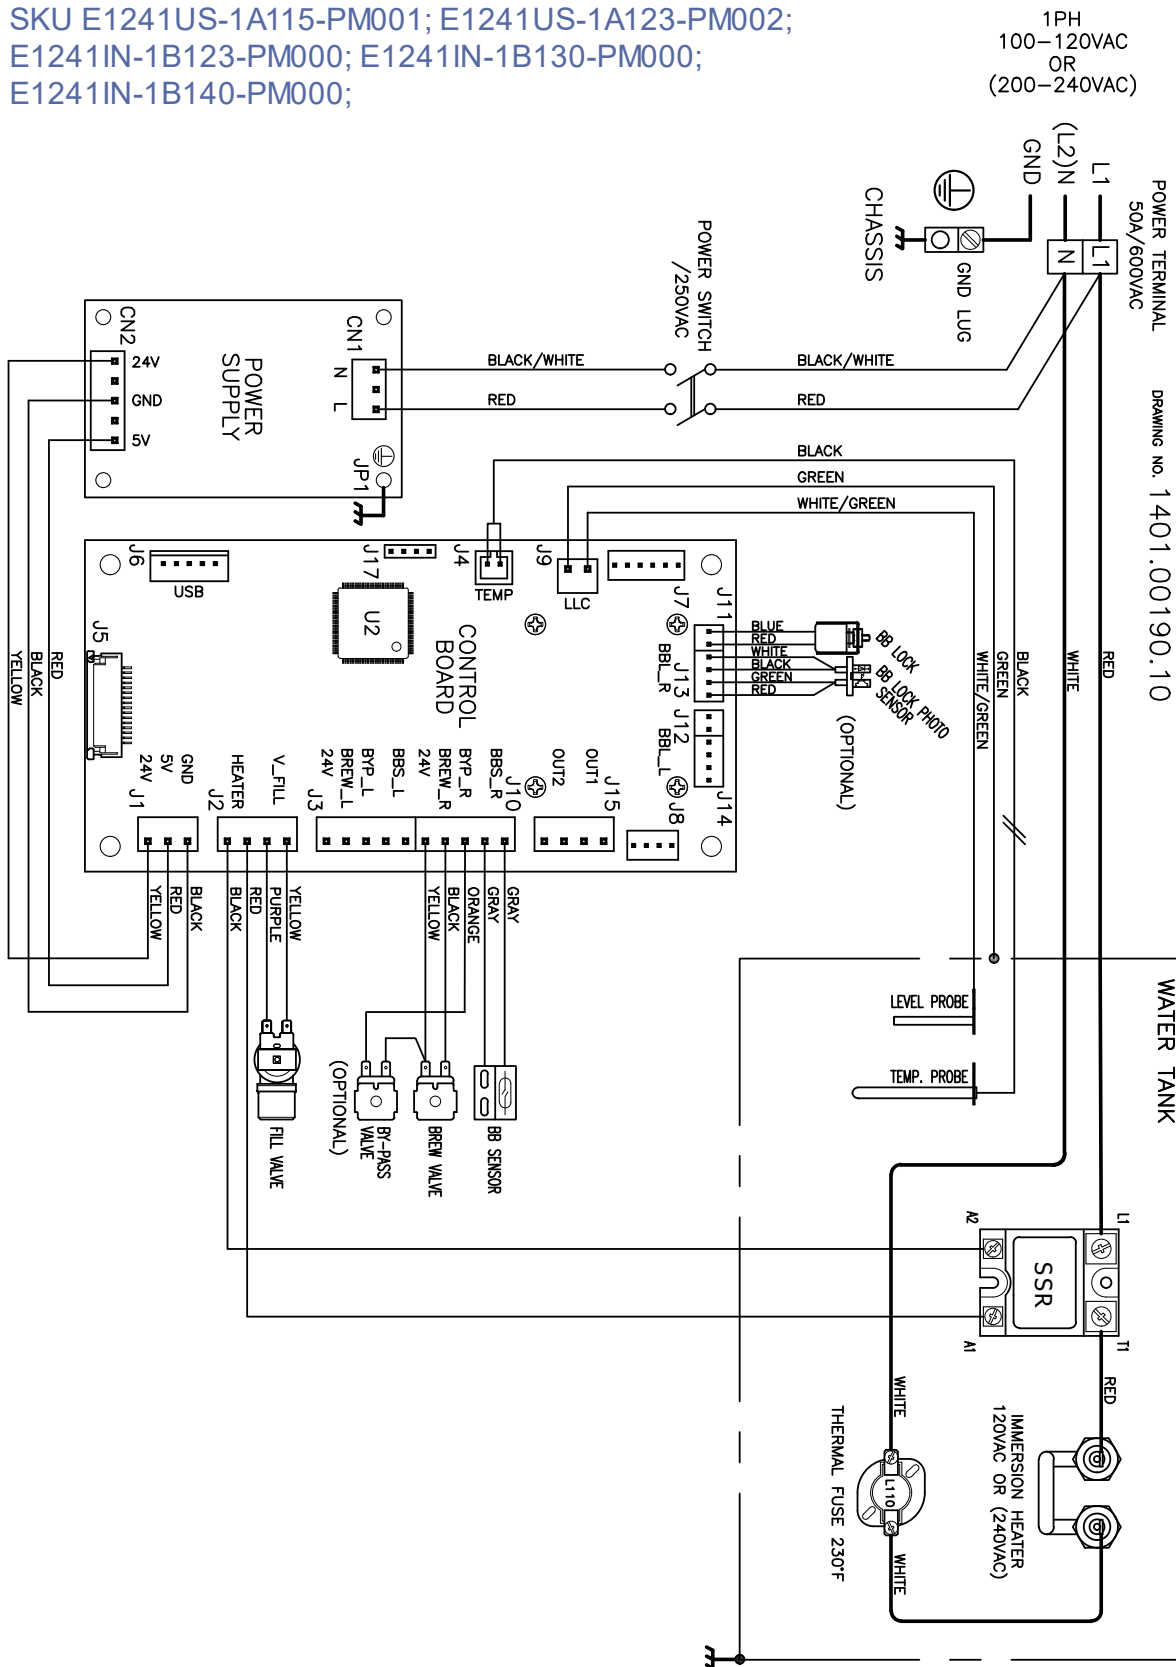 SKU E1241US-1A115-PM001; E1241US-1A123-PM002;
E1241IN-1B123-PM000; E1241IN-1B130-PM000;
E1241IN-1B140-PM000;
1PH
100-120VAC
OR
(200-240VAC)
L1
(L2)N
GND
POWER TERMINAL
50A/600VAC
L1
N
GND LUG
CHASSIS
DRAWING NO. 1401.00190.10
POWER SWITCH
/250VAC
BLACK/WHITE
BLACK/WHITE
RED
RED
CN1
N
L
JP1
POWER
SUPPLY
CN2
24V
GND
5V
BLACK
GREEN
WHITE/GREEN
J6
USB
J17
J4
TEMP
J9
LLC
J7
J11
J5
U2
CONTROL
BOARD
BBL_R
J13
J12
BBL_L
J14
J8
BLUE
RED
WHITE
BLACK
GREEN
RED
BB LOCK
BB LOCK PHOTO
SENSOR
(OPTIONAL)
BLACK
GREEN
WHITE/GREEN
WHITE
RED
RED
BLACK
YELLOW
GND
5V
24V
J1
V_FILL
HEATER
J2
BBS_L
BYP_L
BREW_L
24V
J3
BBS_R
BYP_R
BREW_R
24V
J10
OUT1
OUT2
J15
BLACK
RED
YELLOW
YELLOW
PURPLE
RED
BLACK
GRAY
GRAY
ORANGE
BLACK
YELLOW
FILL VALVE
BY-PASS
VALVE
(OPTIONAL)
BREW VALVE
BB SENSOR
WATER TANK
LEVEL PROBE
TEMP. PROBE
L1
A2
SSR
T1
A1
RED
IMMERSION HEATER
120VAC OR (240VAC)
WHITE
L110
WHITE
THERMAL FUSE 230°F